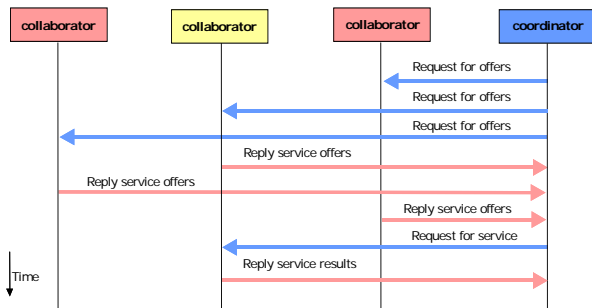 collaborator
collaborator
collaborator
coordinator
Request for offers
Request for offers
Request for offers
Reply service offers
Reply service offers
Reply service offers
Request for service
Reply service results
Time